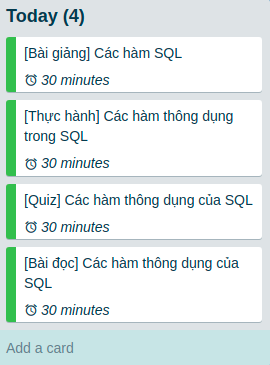 Today (4)
[Bài giảng] Các hàm SQL
30 minutes
[Thực hành] Các hàm thông dụng
trong SQL
30 minutes
[Quiz] Các hàm thông dụng của SQL
30 minutes
[Bài đọc] Các hàm thông dụng của
SQL
30 minutes
Add a card